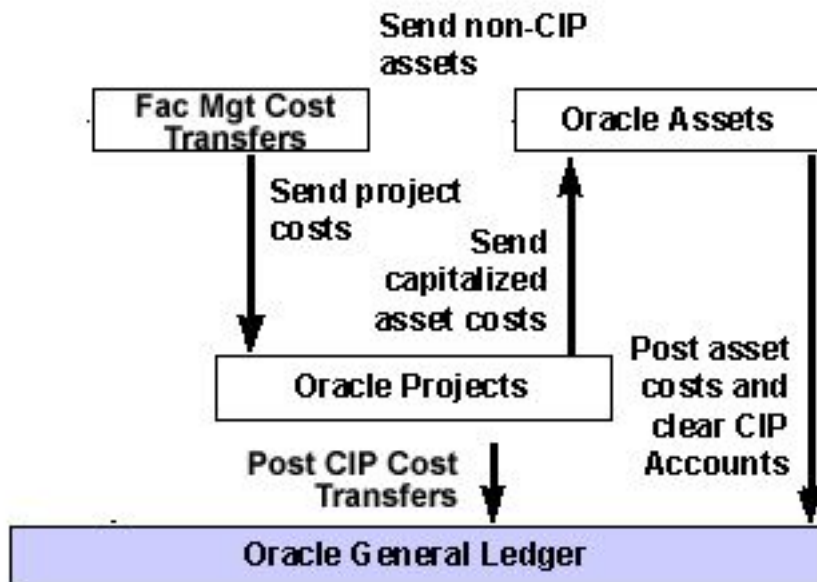 Send non-CIP
assets
Fac Mgt Cost
Transfers
Oracle Assets
Send project
costs
Send
capitalized
asset costs
Post asset
costs and
clear CIP
Accounts
Oracle Projects
Post CIP Cost
Transfers
Oracle General Ledger